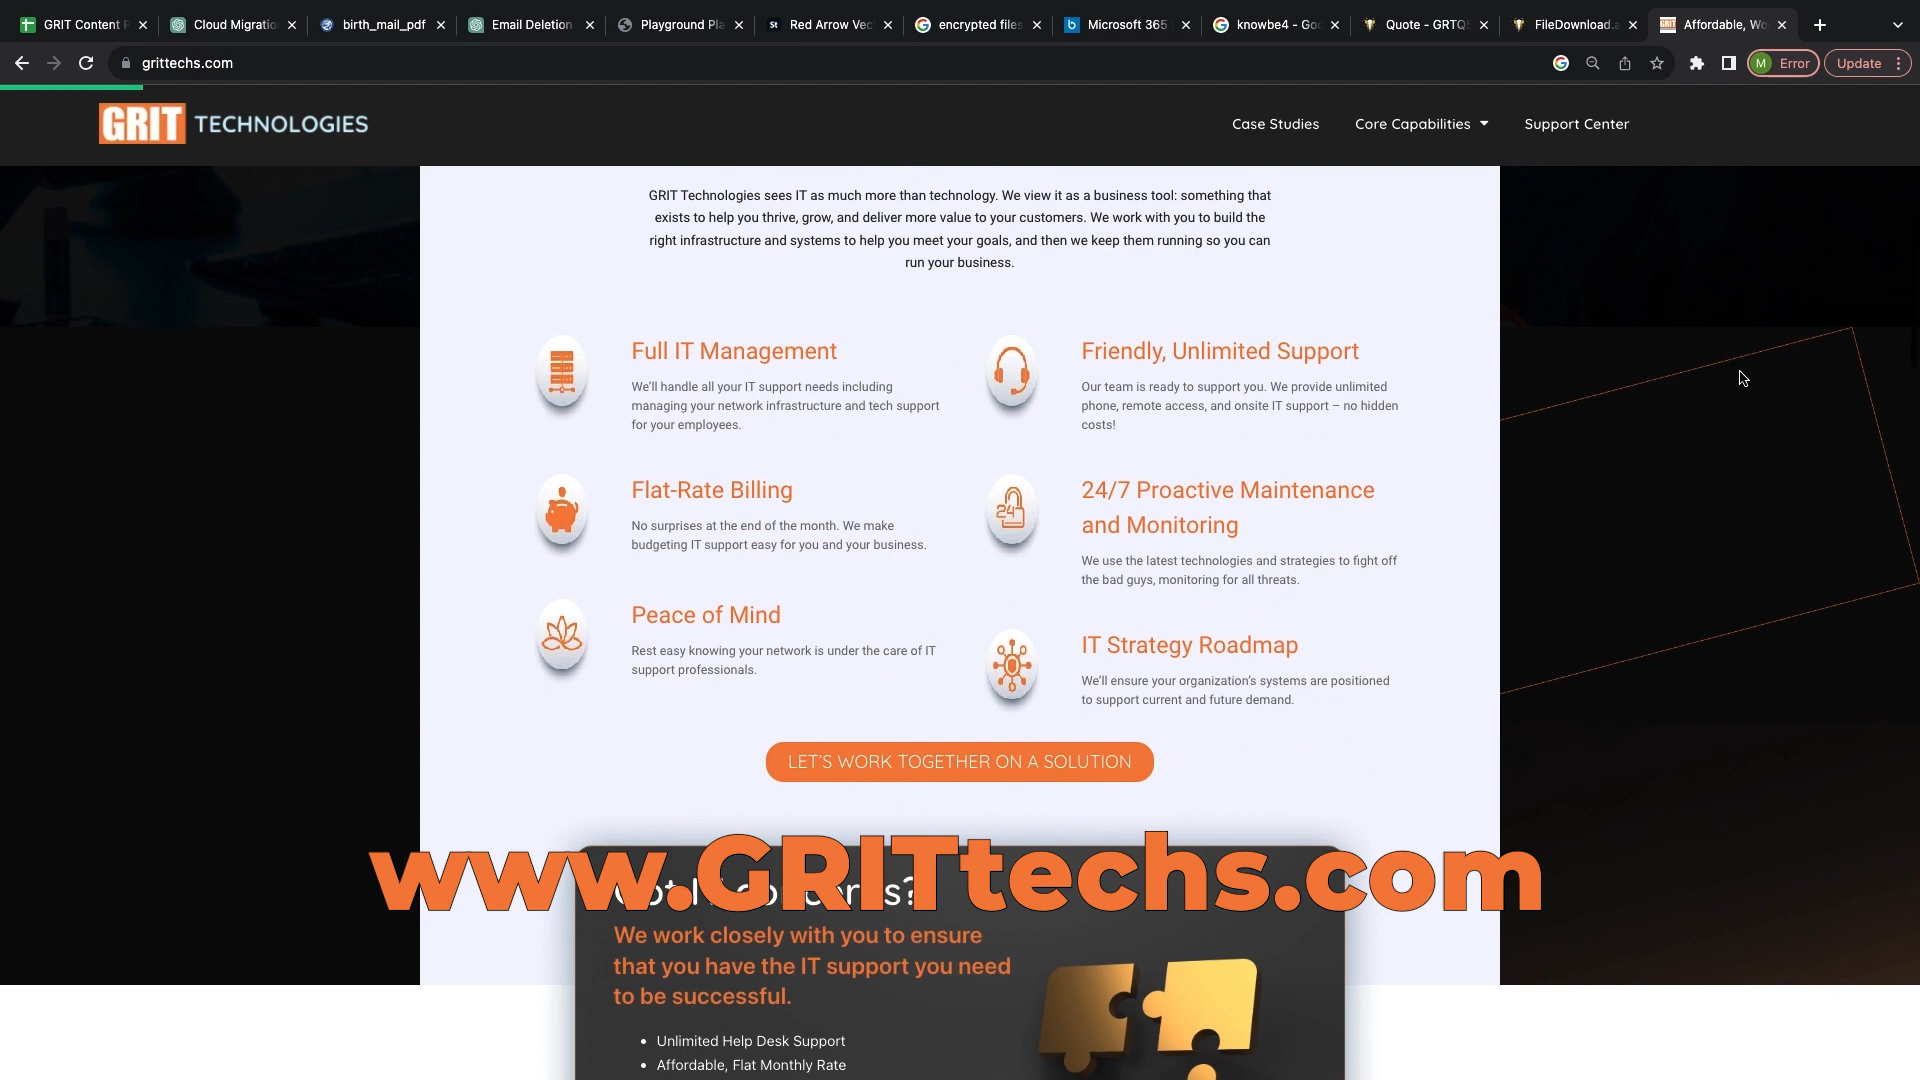 GRIT Content P
Cloud Migratio
birth_mail_pdf
Email Deletion
Playground Pla
Red Arrow Vec
encrypted files
Microsoft 365
knowbe4 - Goo
Quote - GRTQ
FileDownload.a
Affordable, Wo
grittechs.com
M Error
Update
GRIT TECHNOLOGIES
Case Studies
Core Capabilities
Support Center
GRIT Technologies sees IT as much more than technology. We view it as a business tool: something that
exists to help you thrive, grow, and deliver more value to your customers. We work with you to build the
right infrastructure and systems to help you meet your goals, and then we keep them running so you can
run your business.
Full IT Management
We'll handle all your IT support needs including
managing your network infrastructure and tech support
for your employees.
Friendly, Unlimited Support
Our team is ready to support you. We provide unlimited
phone, remote access, and onsite IT support – no hidden
costs!
Flat-Rate Billing
No surprises at the end of the month. We make
budgeting IT support easy for you and your business.
24
24/7 Proactive Maintenance
and Monitoring
We use the latest technologies and strategies to fight off
the bad guys, monitoring for all threats.
Peace of Mind
Rest easy knowing your network is under the care of IT
support professionals.
IT Strategy Roadmap
We'll ensure your organization's systems are positioned
to support current and future demand.
LET'S WORK TOGETHER ON A SOLUTION
www.GRITtechs.com
We work closely with you to ensure
that you have the IT support you need
to be successful.
• Unlimited Help Desk Support
• Affordable, Flat Monthly Rate